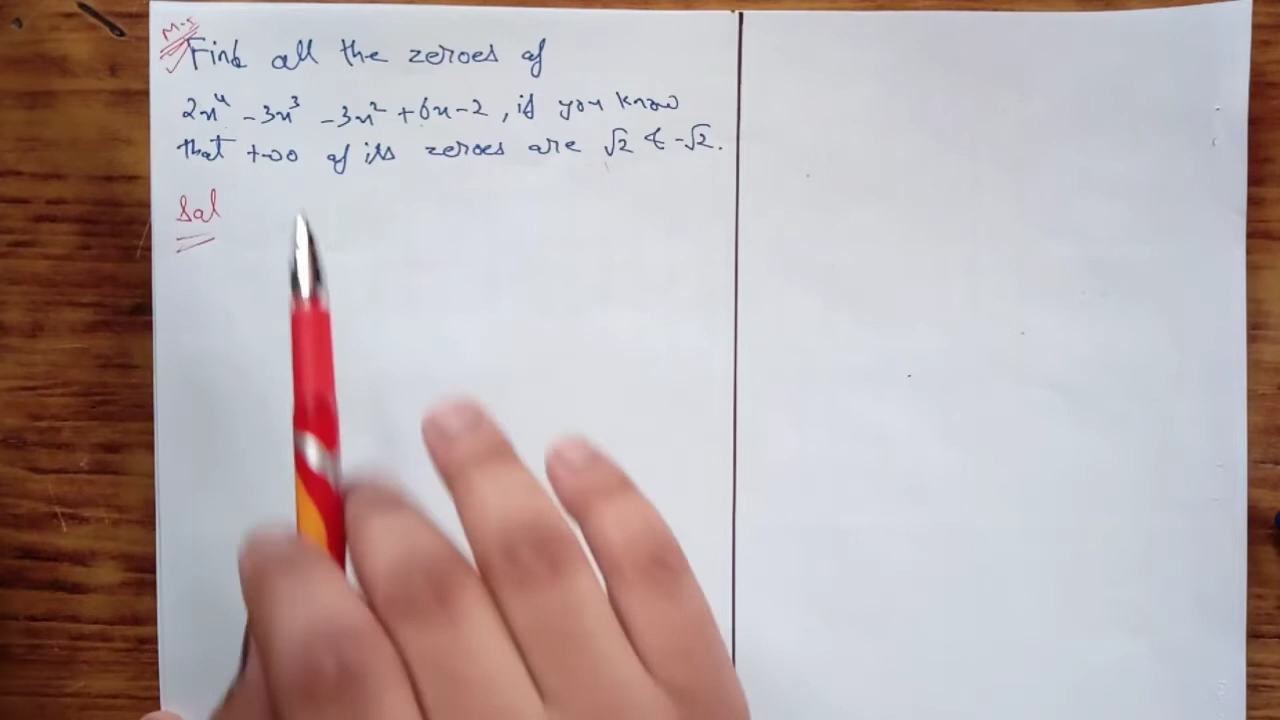 M-I
Find all the zeroes of
2x⁴ - 3x³ - 3x² + 6x - 2, if you know
that two of its zeroes are √2 & -√2.
Sol